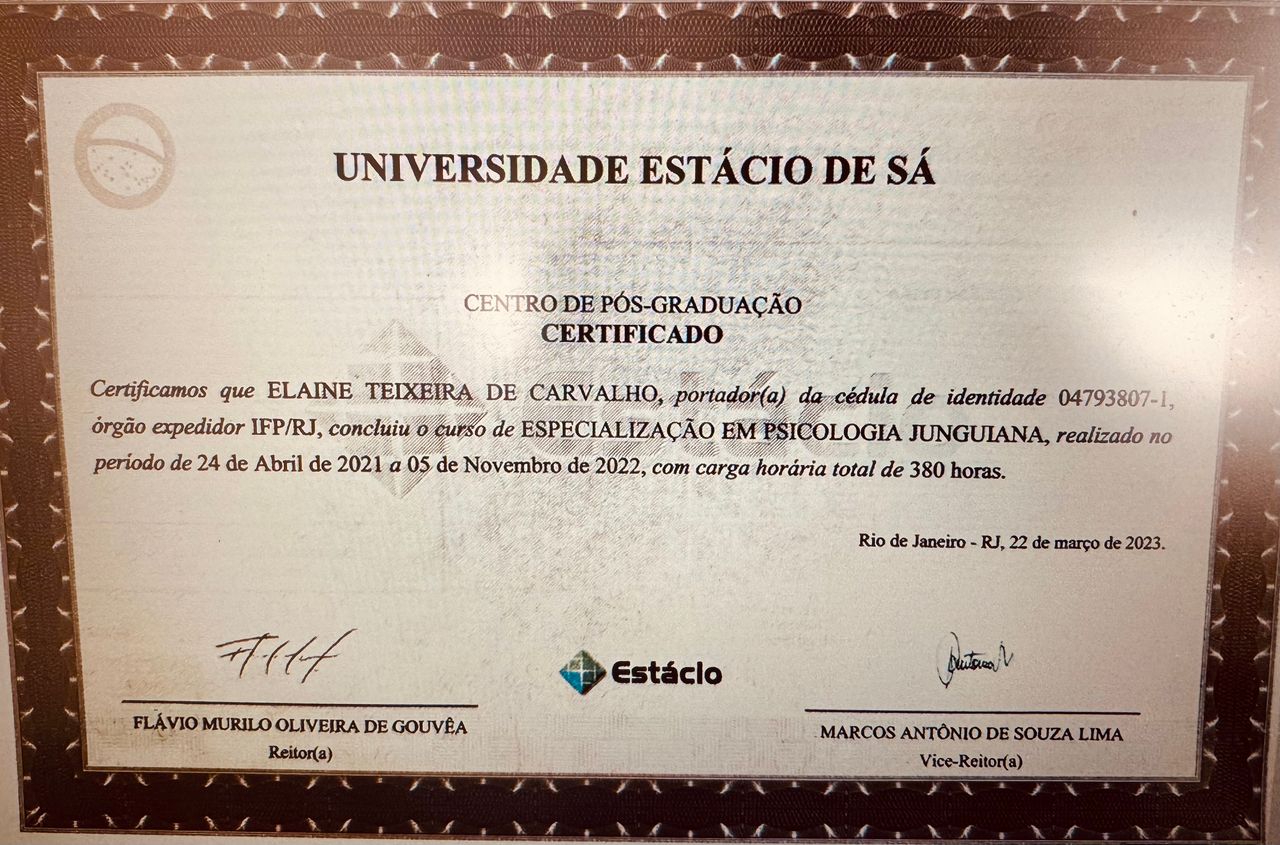 UNIVERSIDADE ESTÁCIO DE SÁ
CENTRO DE PÓS-GRADUAÇÃO
CERTIFICADO
Certificamos que ELAINE TEIXEIRA DE CARVALHO, portador(a) da cédula de identidade 04793807-1,
órgão expedidor IFP/RJ, concluiu o curso de ESPECIALIZAÇÃO EM PSICOLOGIA JUNGUIANA, realizado no
período de 24 de Abril de 2021 a 05 de Novembro de 2022, com carga horária total de 380 horas.
Rio de Janeiro - RJ, 22 de março de 2023.
Estácio
FLÁVIO MURILO OLIVEIRA DE GOUVÊA
Reitor(a)
MARCOS ANTÔNIO DE SOUZA LIMA
Vice-Reitor(a)